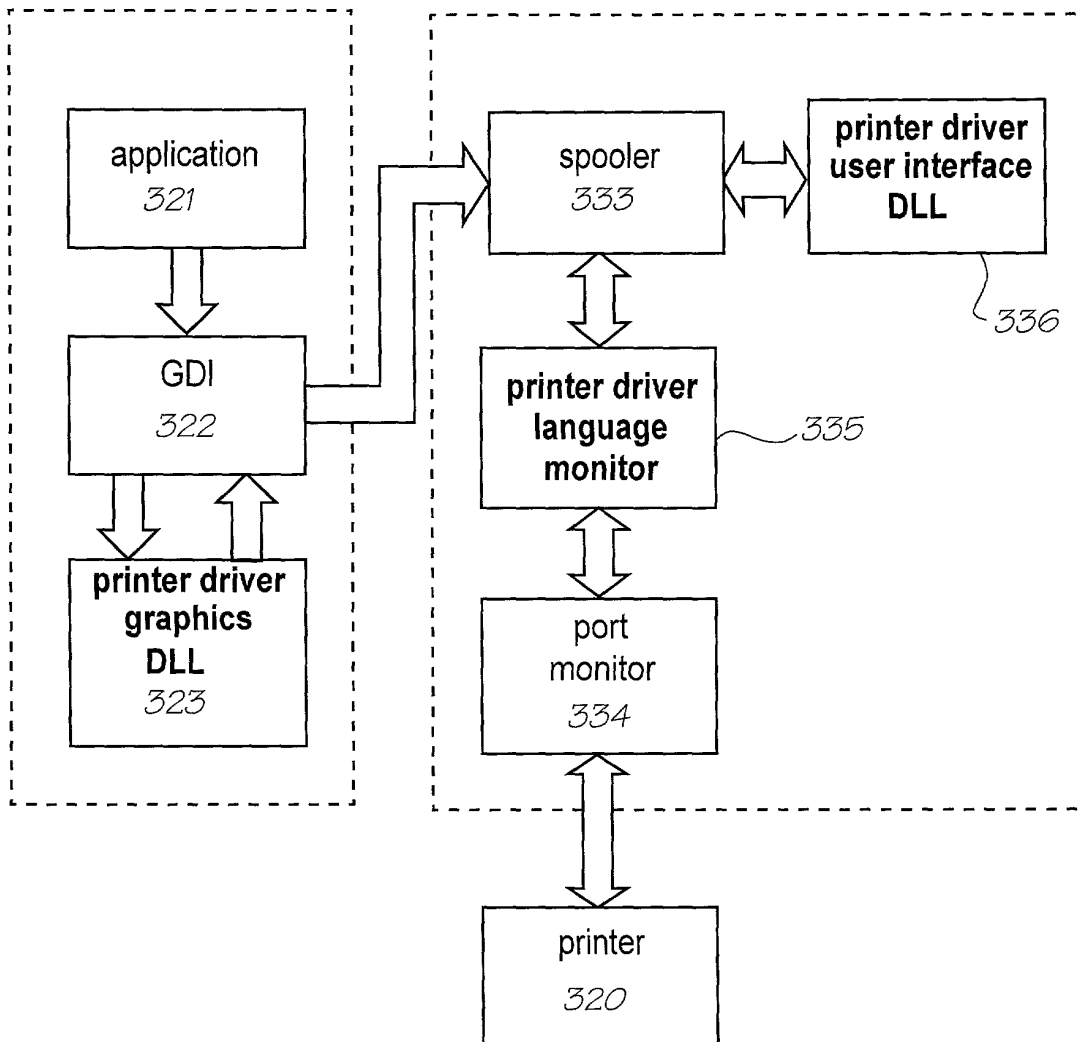 application
321
GDI
322
printer driver
graphics
DLL
323
spooler
333
printer driver
user interface
DLL
336
printer driver
language
monitor
335
port
monitor
334
printer
320